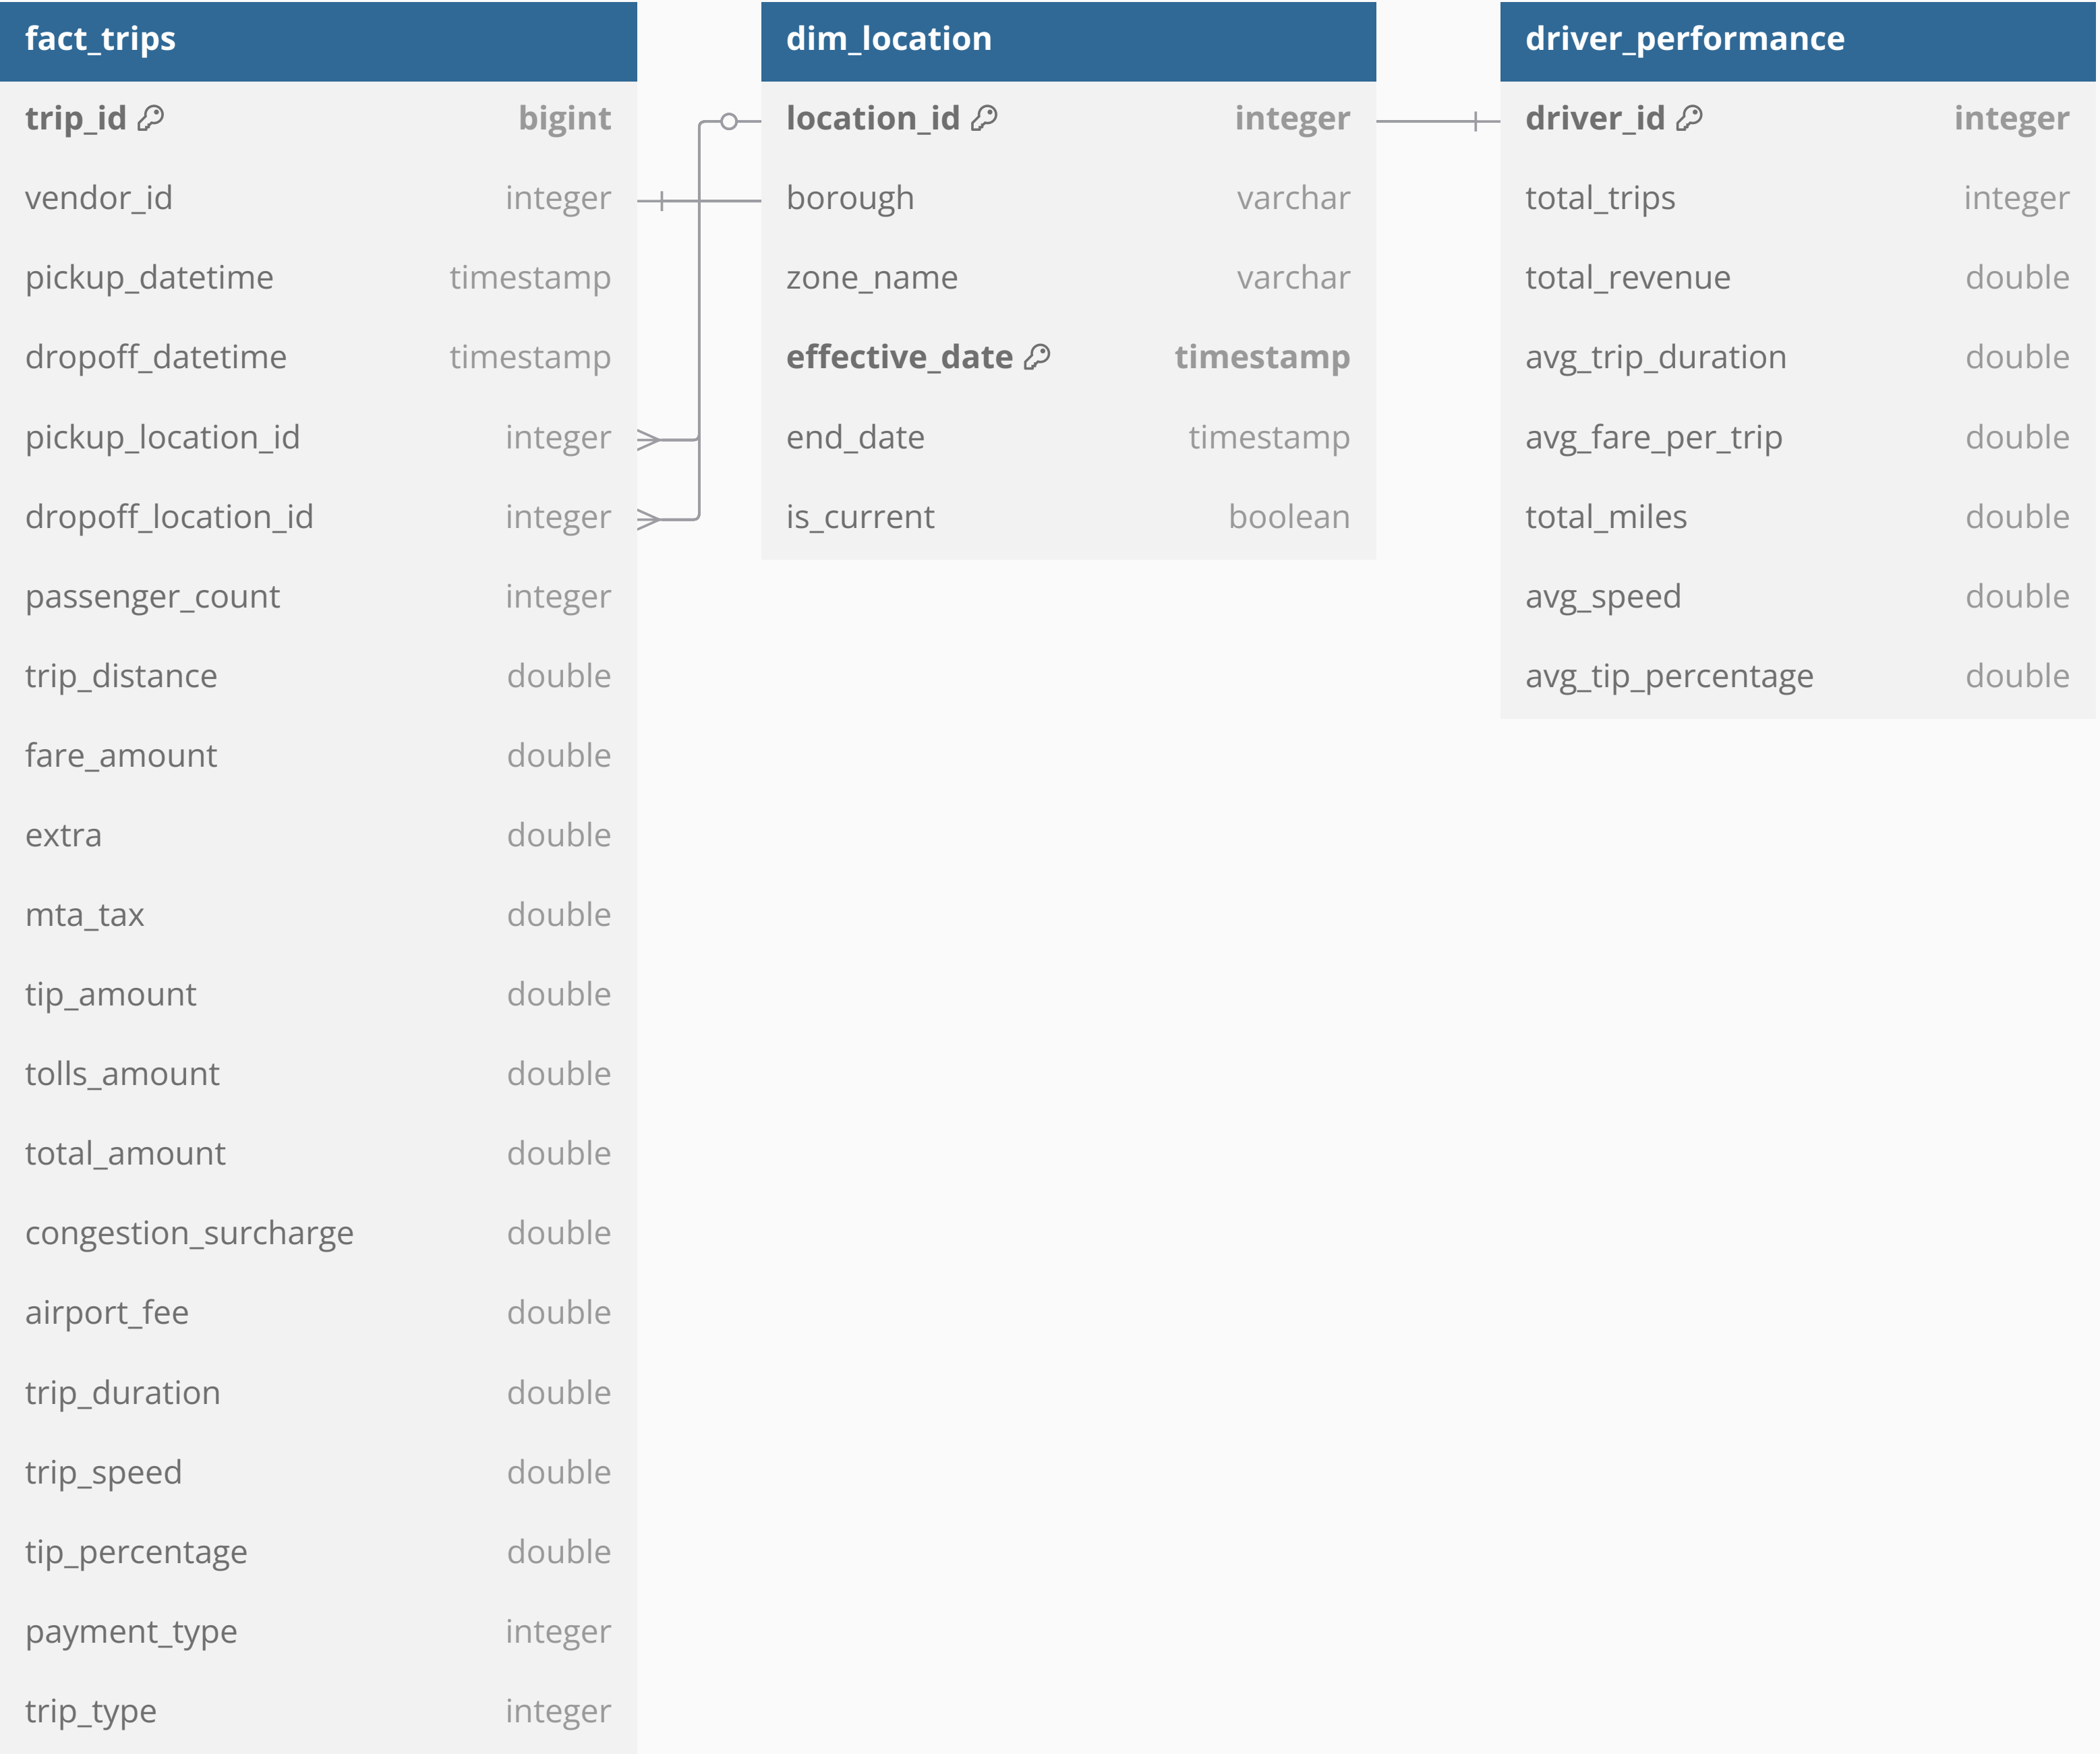 fact_trips
trip_id bigint
vendor_id integer
pickup_datetime timestamp
dropoff_datetime timestamp
pickup_location_id integer
dropoff_location_id integer
passenger_count integer
trip_distance double
fare_amount double
extra double
mta_tax double
tip_amount double
tolls_amount double
total_amount double
congestion_surcharge double
airport_fee double
trip_duration double
trip_speed double
tip_percentage double
payment_type integer
trip_type integer
dim_location
location_id integer
borough varchar
zone_name varchar
effective_date timestamp
end_date timestamp
is_current boolean
driver_performance
driver_id integer
total_trips integer
total_revenue double
avg_trip_duration double
avg_fare_per_trip double
total_miles double
avg_speed double
avg_tip_percentage double